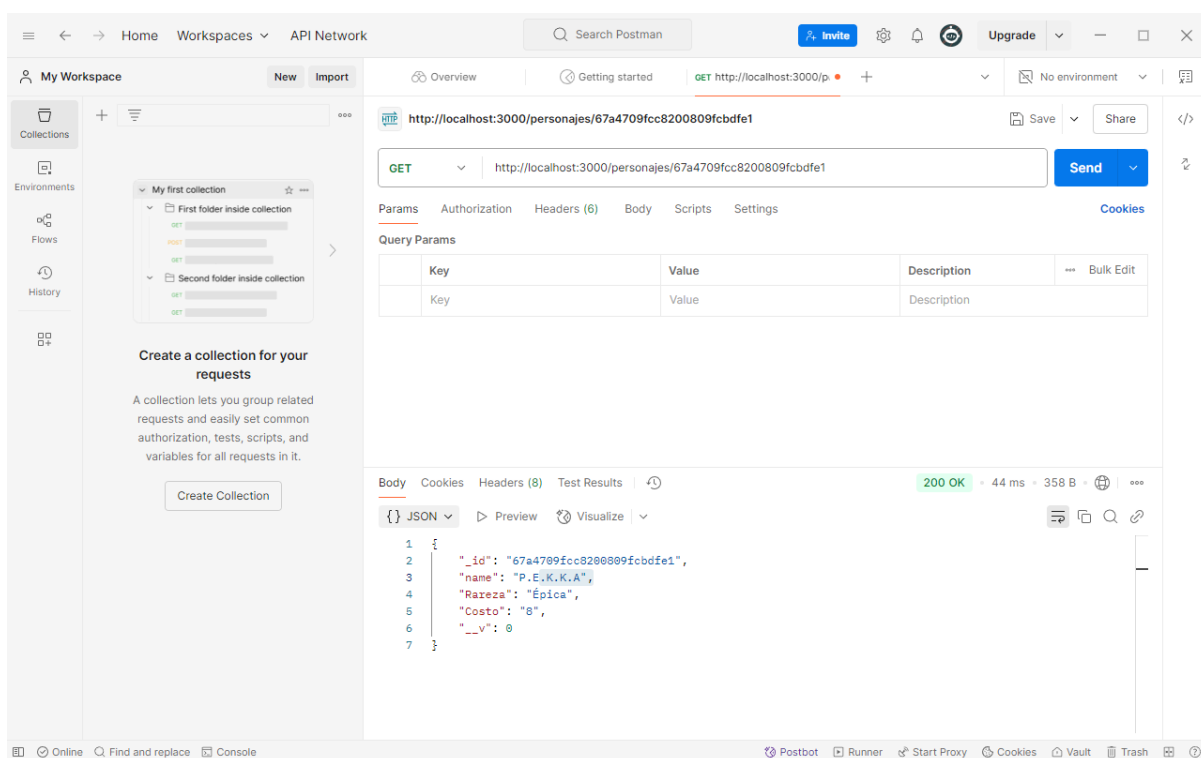 Home Workspaces API Network Search Postman Invite Upgrade
My Workspace New Import Overview Getting started GET http://localhost:3000/p No environment
Collections
Environments
Flows
History
My first collection
First folder inside collection
GET
POST
GET
Second folder inside collection
GET
GET
Create a collection for your
requests
A collection lets you group related
requests and easily set common
authorization, tests, scripts, and
variables for all requests in it.
Create Collection
HTTP http://localhost:3000/personajes/67a4709fcc8200809fcbdfe1 Save Share
GET http://localhost:3000/personajes/67a4709fcc8200809fcbdfe1 Send
Params Authorization Headers (6) Body Scripts Settings Cookies
Query Params
Key Value Description Bulk Edit
Key Value Description
Body Cookies Headers (8) Test Results 200 OK 44 ms 358 B
{} JSON Preview Visualize
1 {
2 "_id": "67a4709fcc8200809fcbdfe1",
3 "name": "P.E.K.K.A",
4 "Rareza": "Épica",
5 "Costo": "8",
6 "__v": 0
7 }
Online Find and replace Console Postbot Runner Start Proxy Cookies Vault Trash